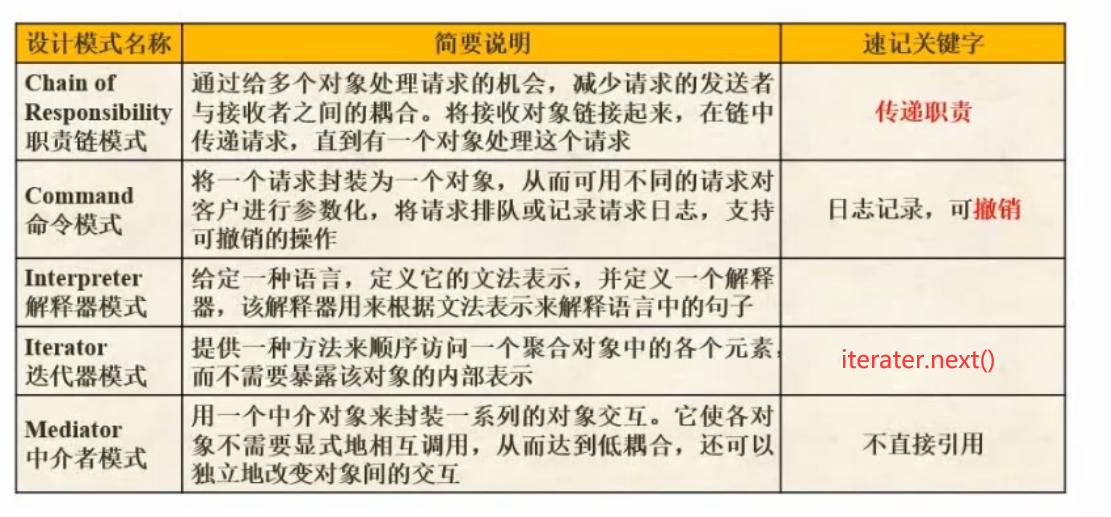 设计模式名称 简要说明 速记关键字
Chain of
Responsibility
职责链模式
通过给多个对象处理请求的机会，减少请求的发送者
与接收者之间的耦合。将接收对象链接起来，在链中
传递请求，直到有一个对象处理这个请求
传递职责
Command
命令模式
将一个请求封装为一个对象，从而可用不同的请求对
客户进行参数化，将请求排队或记录请求日志，支持
可撤销的操作
日志记录，可撤销
Interpreter
解释器模式
给定一种语言，定义它的文法表示，并定义一个解释
器，该解释器用来根据文法表示来解释语言中的句子
Iterator
迭代器模式
提供一种方法来顺序访问一个聚合对象中的各个元素，
而不需要暴露该对象的内部表示
iterater.next()
Mediator
中介者模式
用一个中介对象来封装一系列的对象交互。它使各对
象不需要显式地相互调用，从而达到低耦合，还可以
独立地改变对象间的交互
不直接引用